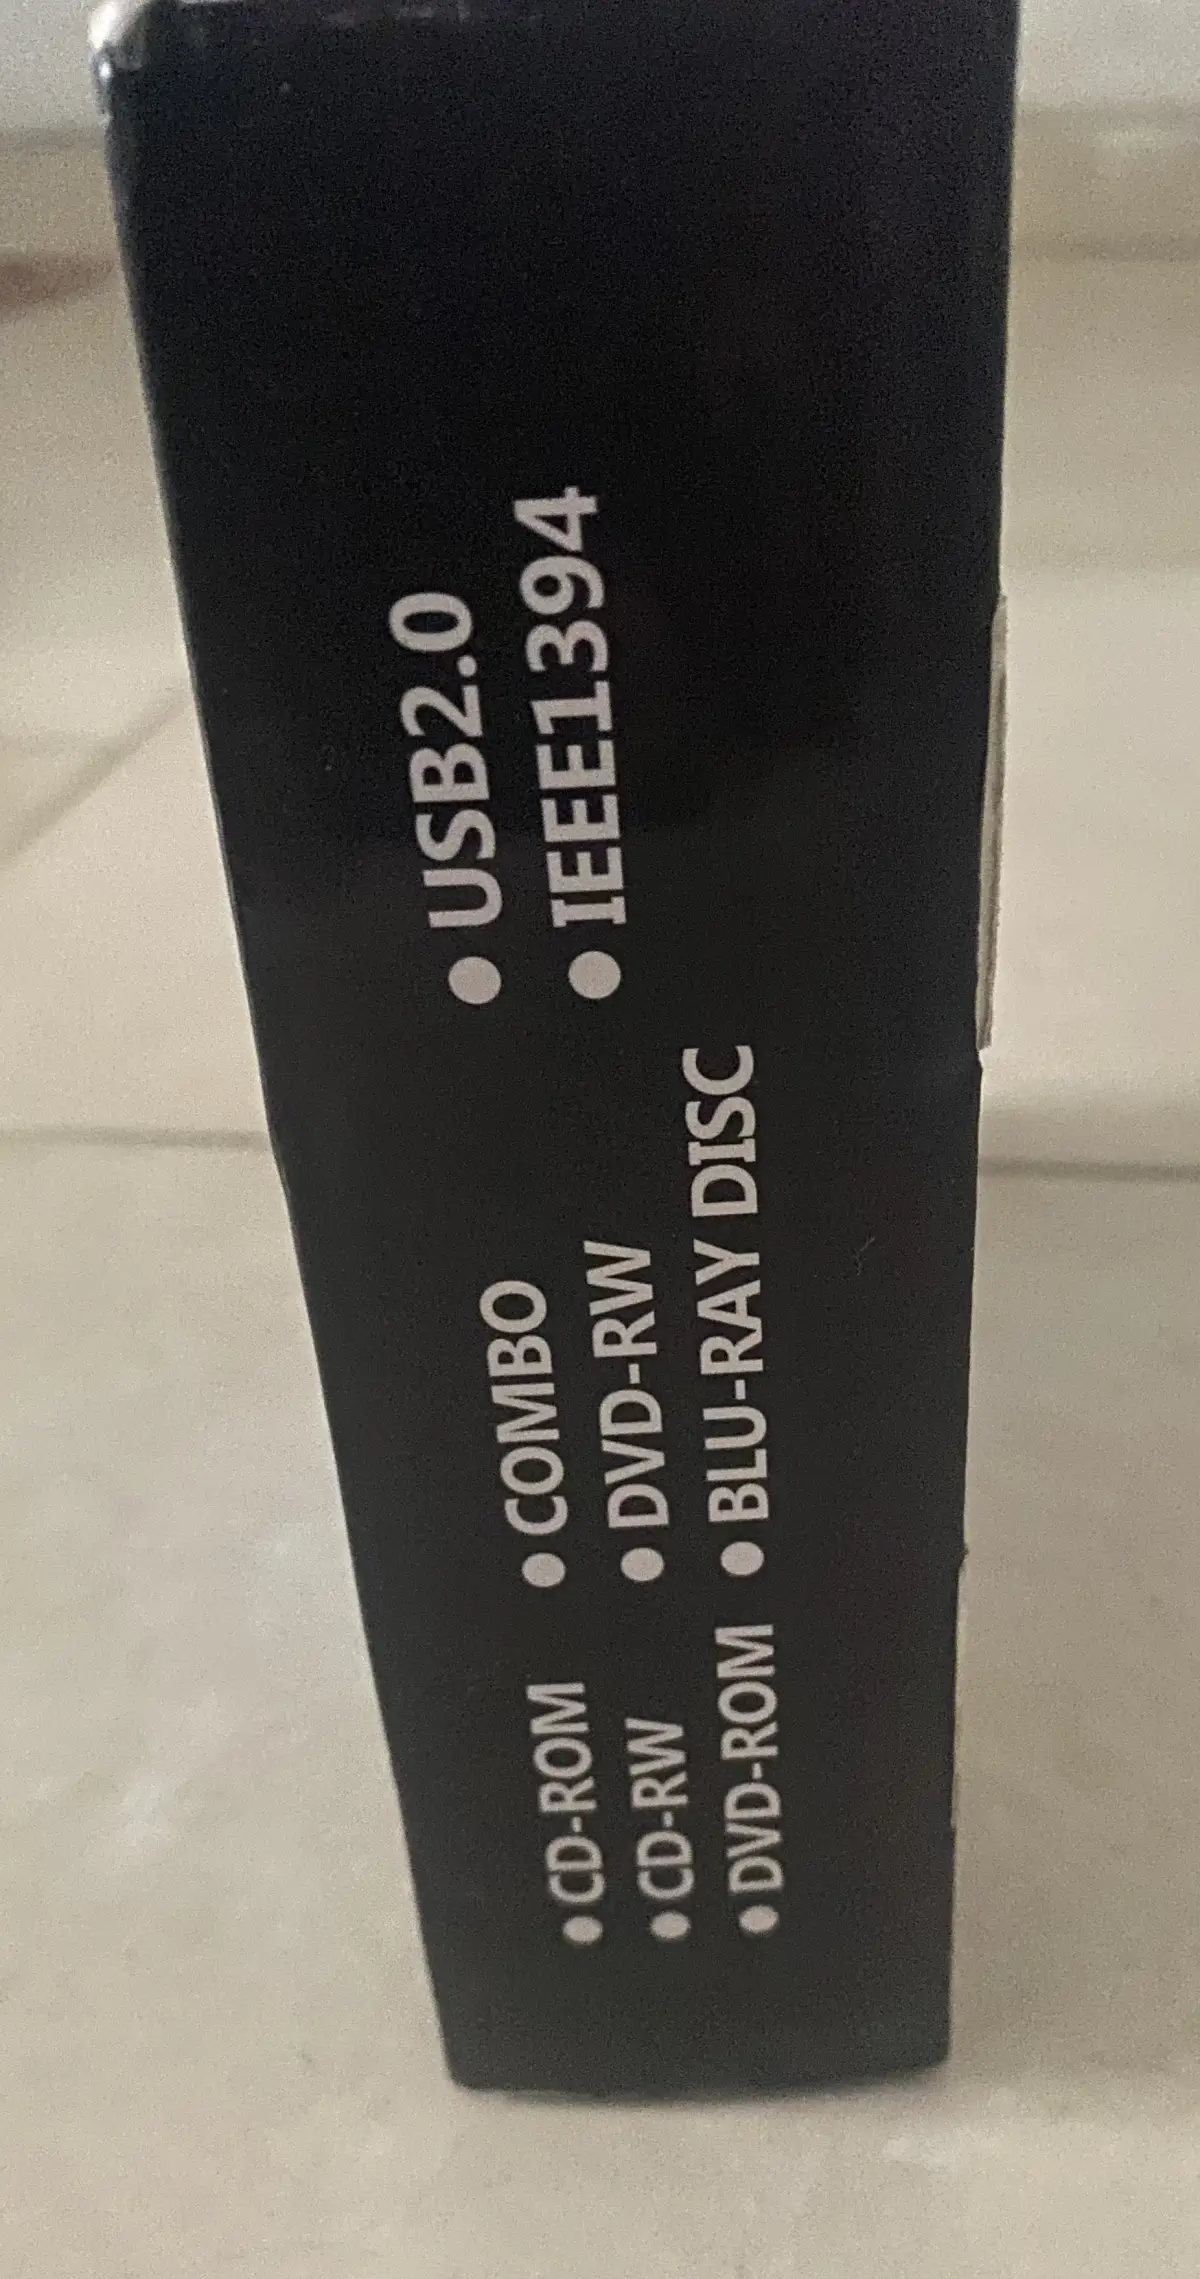 ● CD-ROM ● COMBO ● USB2.0
● CD-RW ● DVD-RW ● IEEE1394
● DVD-ROM ● BLU-RAY DISC